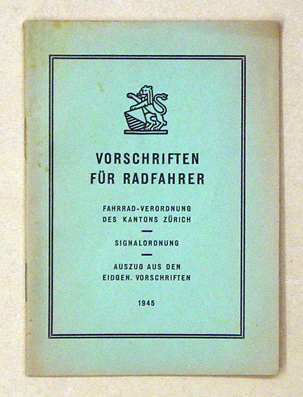 VORSCHRIFTEN
FÜR RADFAHRER
FAHRRAD-VERORDNUNG
DES KANTONS ZÜRICH
SIGNALORDNUNG
AUSZUG AUS DEN
EIDGEN. VORSCHRIFTEN
1945